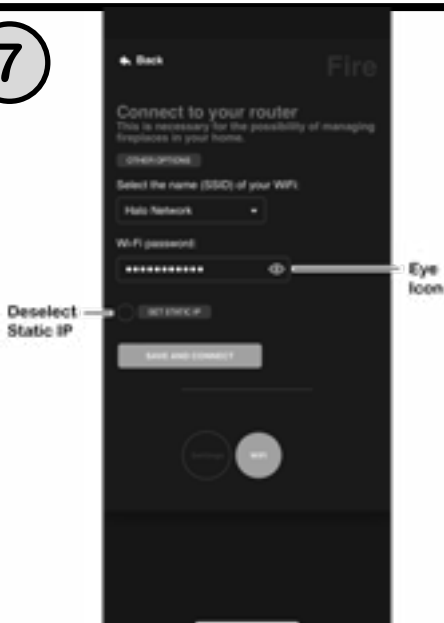 7
Back
Fire
Connect to your router
This is necessary for the possibility of managing
fireplaces in your home.
OTHER OPTIONS
Select the name (SSID) of your WiFi:
Halo Network
Wi-Fi password:
•••••••••••
Eye
Icon
Deselect
Static IP
SET STATIC IP
SAVE AND CONNECT
Settings
WiFi